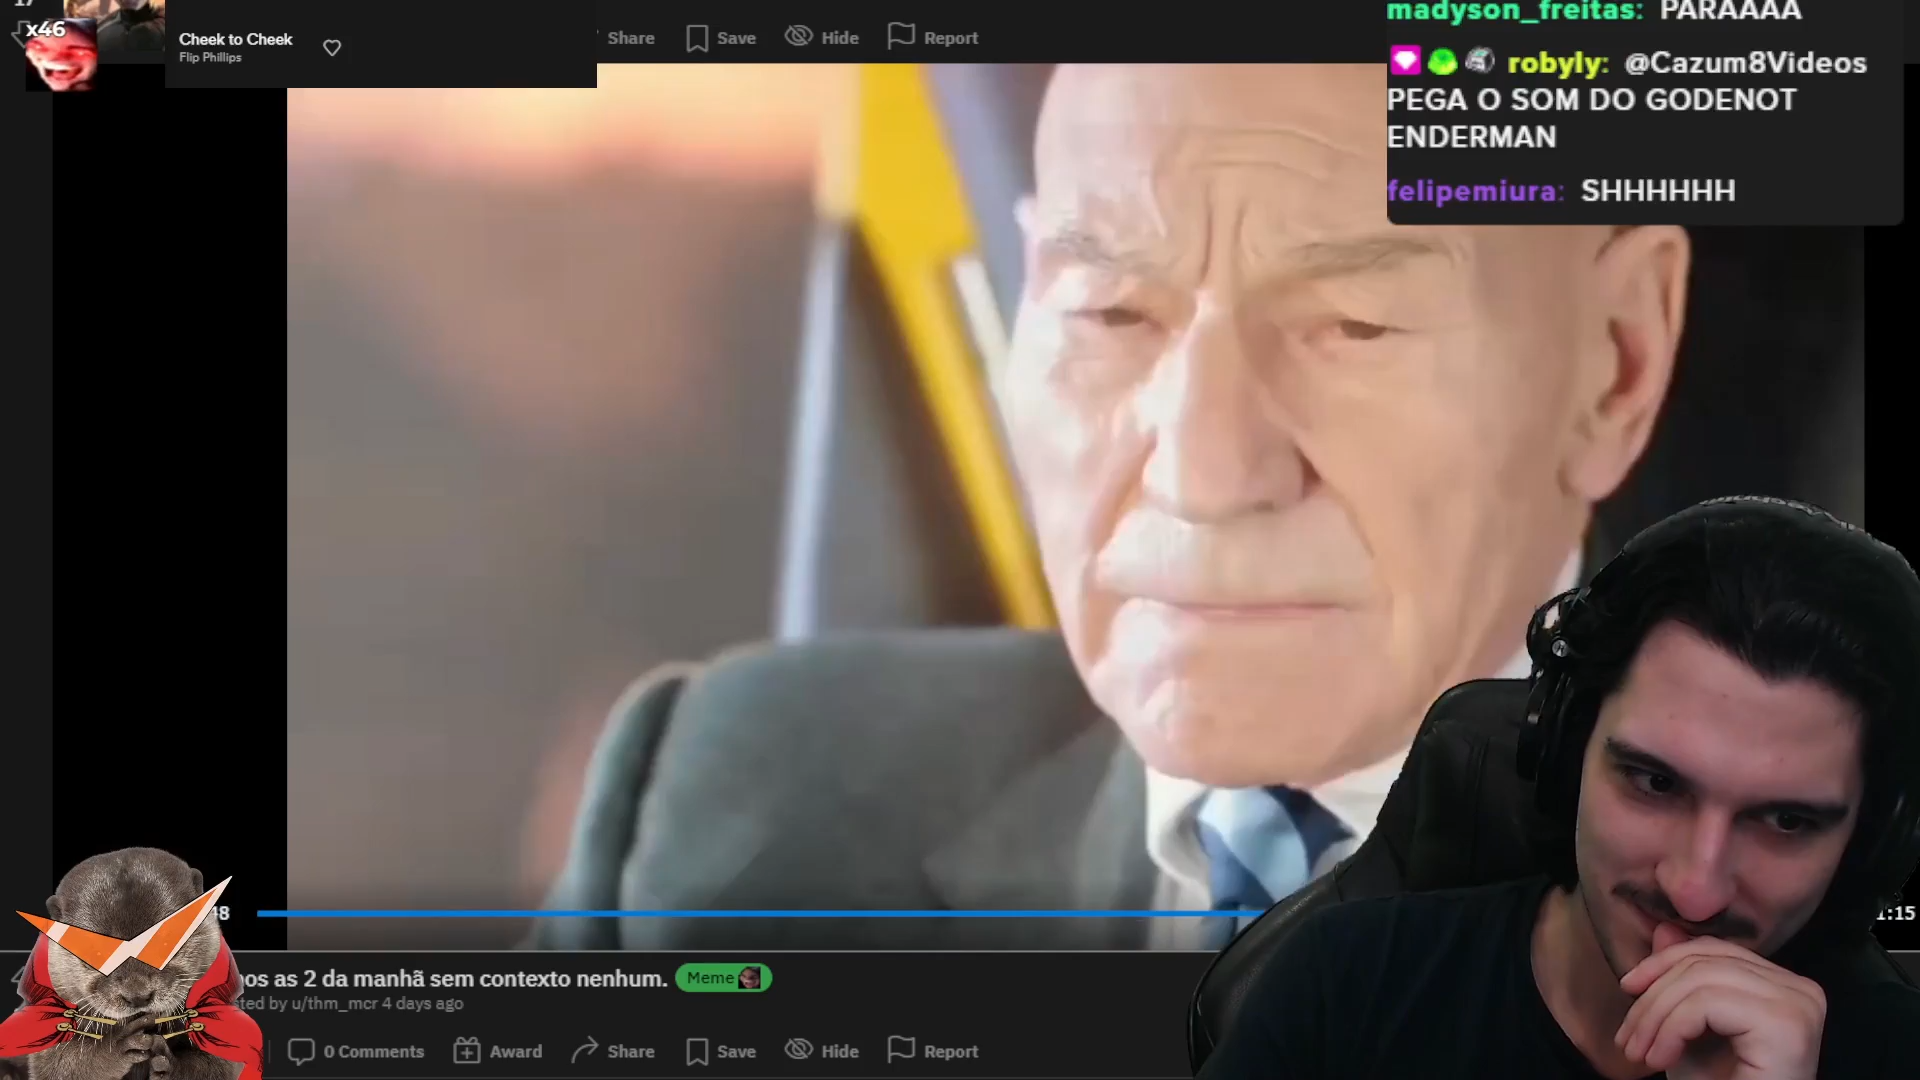 17
x46
Cheek to Cheek
Flip Phillips
Share
Save
Hide
Report
madyson_freitas: PARAAAA
robyly: @Cazum8Videos
PEGA O SOM DO GODENOT
ENDERMAN
felipemiura: SHHHHHH
48
1:15
os as 2 da manhã sem contexto nenhum.
Meme
ted by u/thm_mcr 4 days ago
0 Comments
Award
Share
Save
Hide
Report